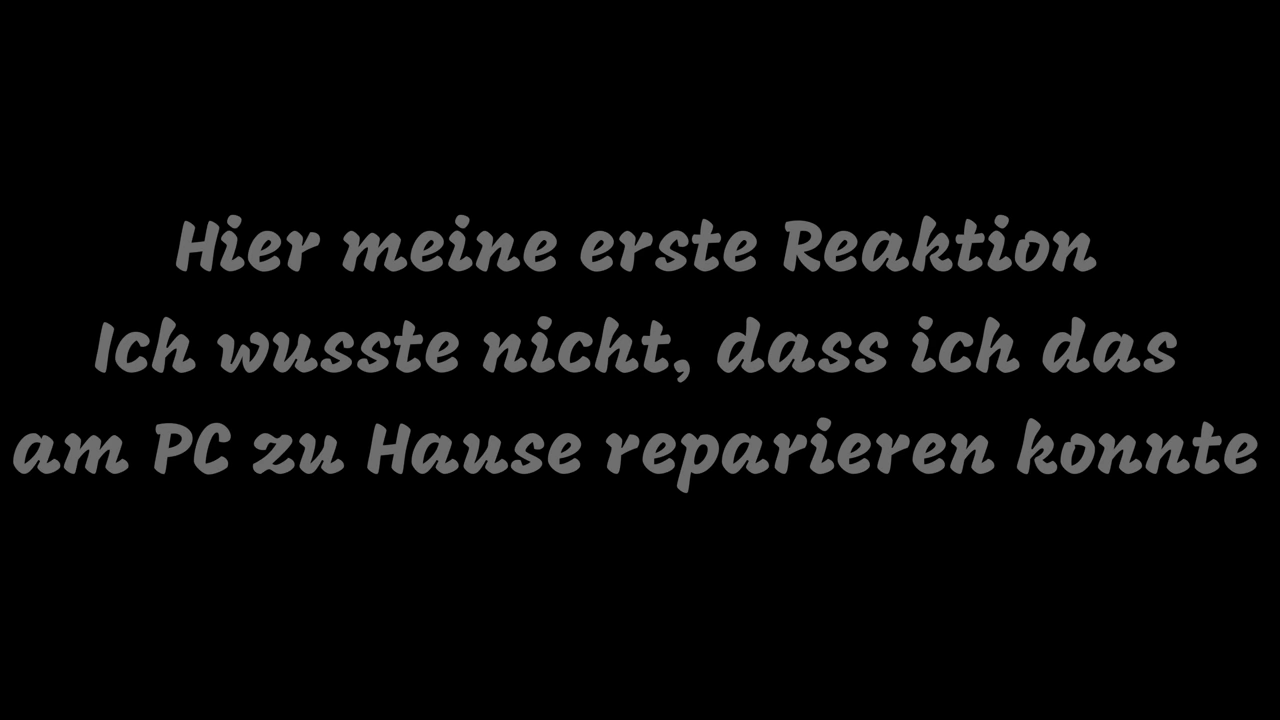 Hier meine erste Reaktion
Ich wusste nicht, dass ich das
am PC zu Hause reparieren konnte